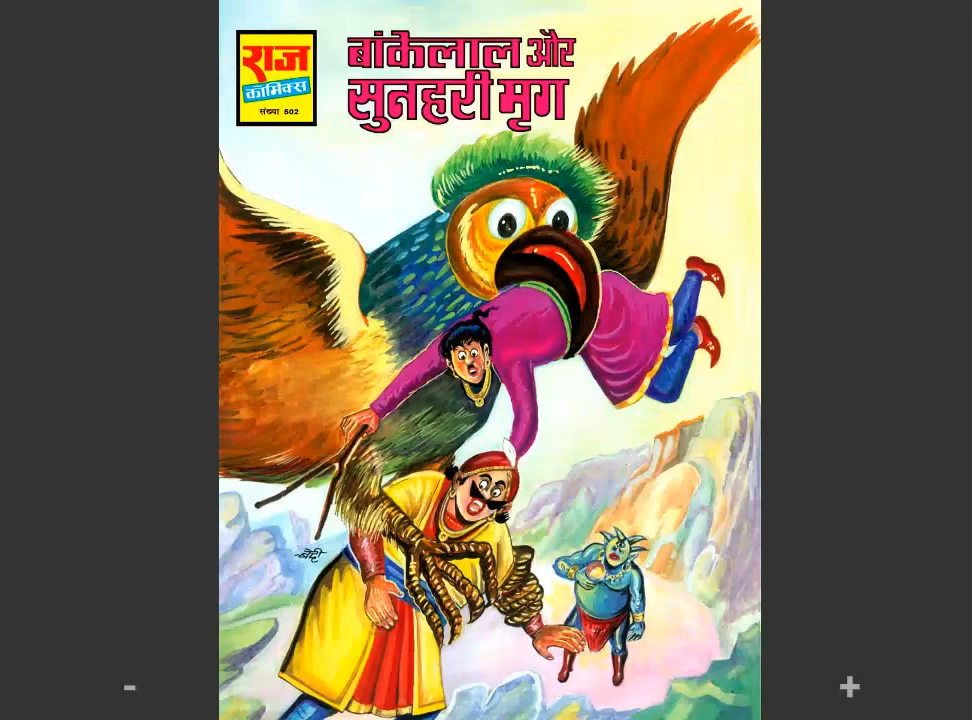 राज
कॉमिक्स
संख्या 502
बांकेलाल और
सुनहरी मृग
बेदी
-
+